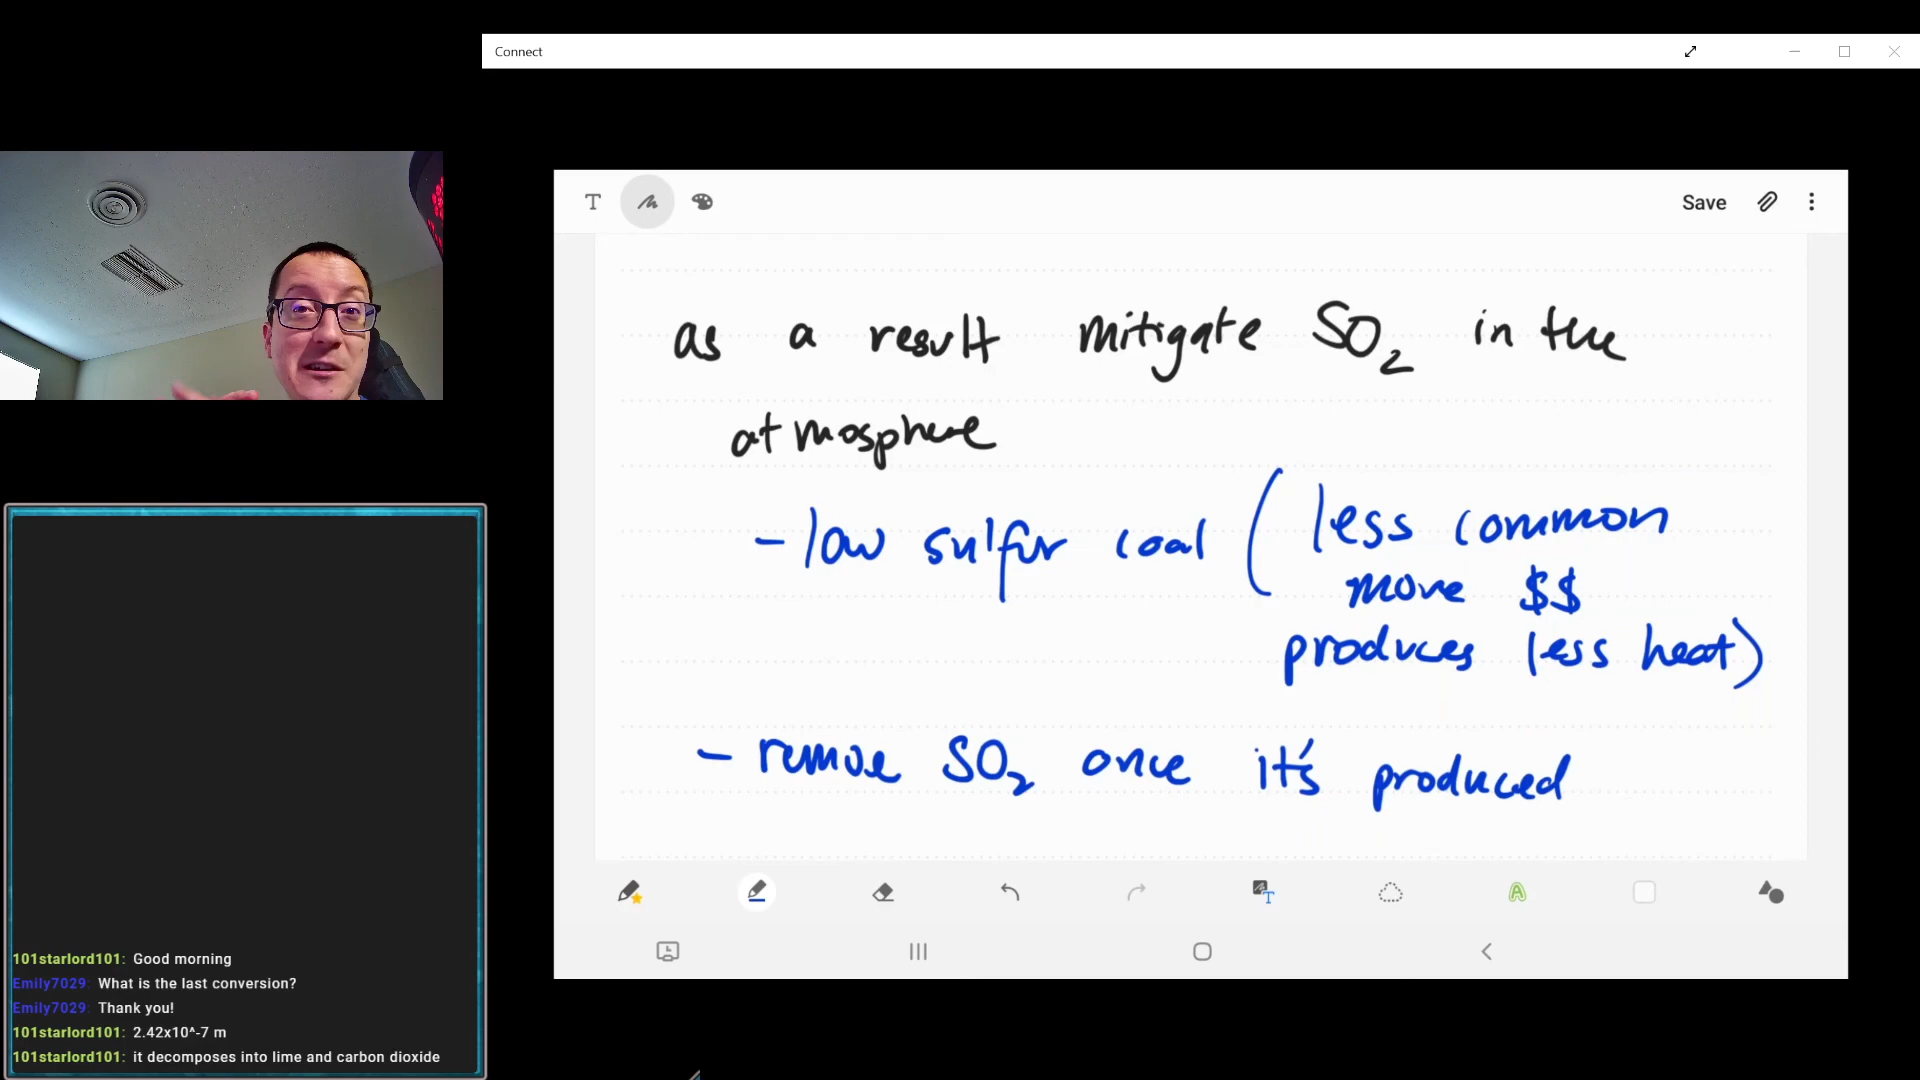 Connect
Save
as a result mitigate SO2 in the
atmosphere
- low sulfur coal (less common
more $$
produces less heat)
- remove SO2 once it's produced
101starlord101: Good morning
Emily7029: What is the last conversion?
Emily7029: Thank you!
101starlord101: 2.42x10^-7 m
101starlord101: it decomposes into lime and carbon dioxide